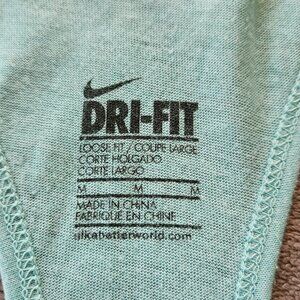 DRI-FIT
LOOSE FIT / COUPE LARGE
CORTE HOLGADO
CORTE LARGO
M M M
MADE IN CHINA
FABRIQUÉ EN CHINE
nikebetterworld.com